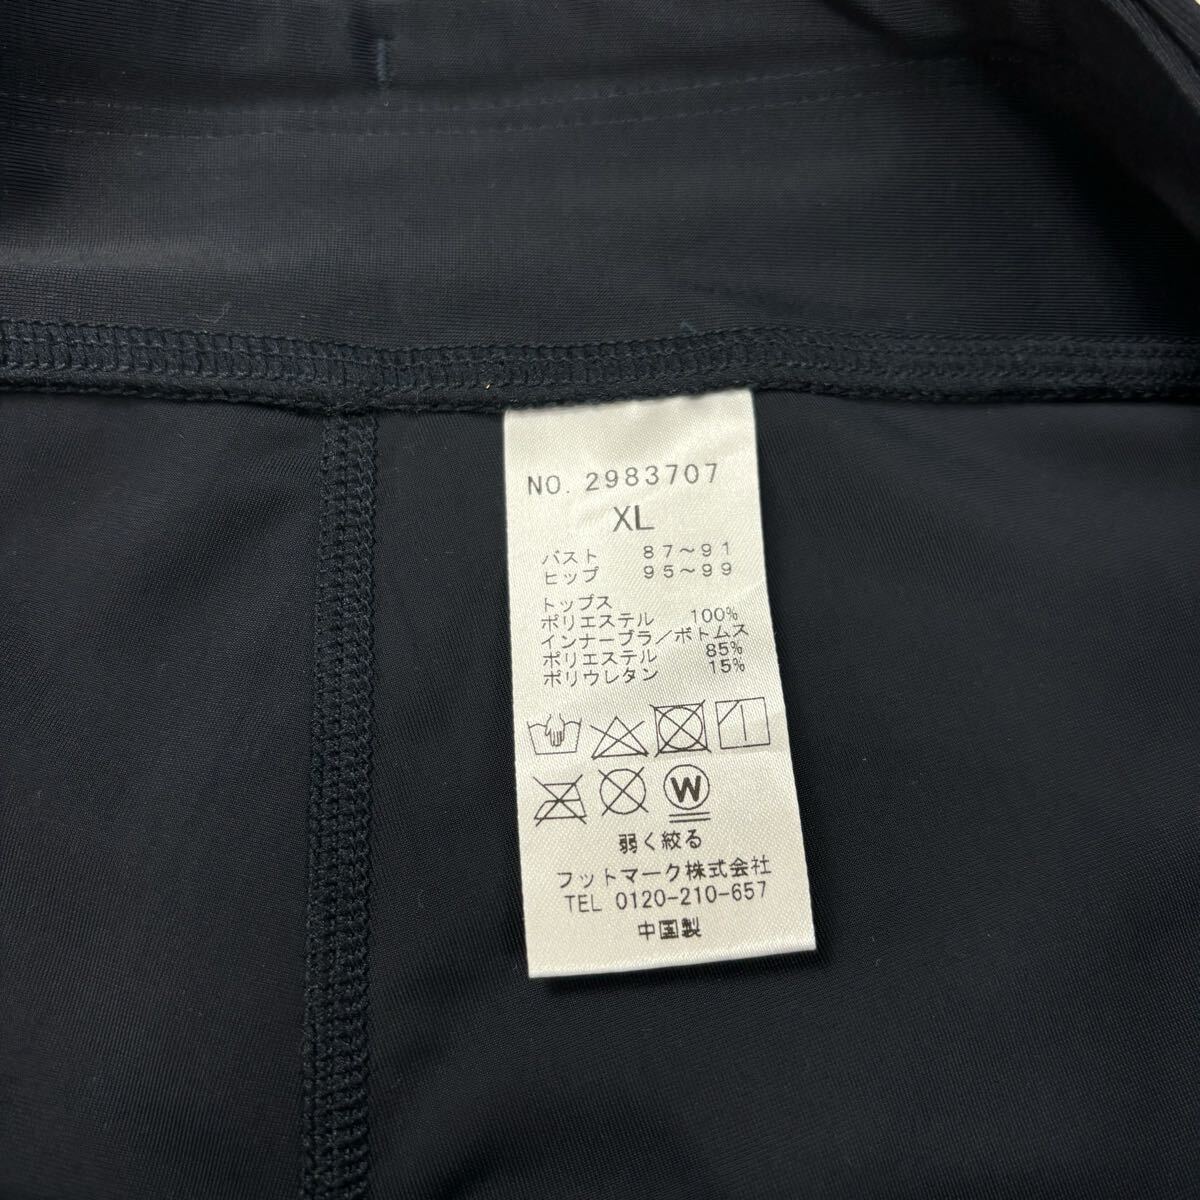 NO. 2983707
XL
バスト 87～91
ヒップ 95～99
トップス
ポリエステル 100%
インナーブラ/ボトムス
ポリエステル 85%
ポリウレタン 15%
W
弱く絞る
フットマーク株式会社
TEL 0120-210-657
中国製